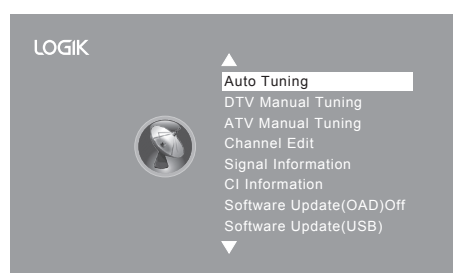 LOGIK
Auto Tuning
DTV Manual Tuning
ATV Manual Tuning
Channel Edit
Signal Information
CI Information
Software Update(OAD)Off
Software Update(USB)